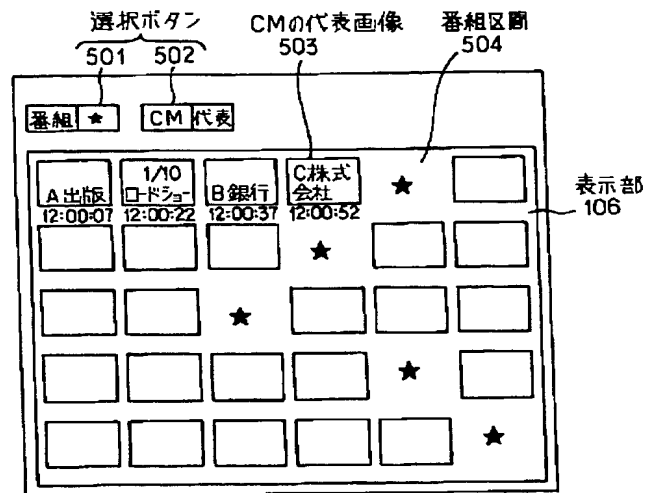 選択ボタン CMの代表画像 番組区間
501 502 503 504
番組 ★ CM 代表
1/10 C株式
A出版 ロードショー B銀行 会社 ★
12:00:07 12:00:22 12:00:37 12:00:52
表示部
106
★
★
★
★